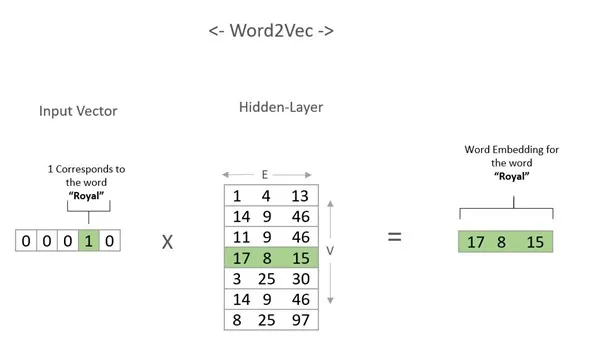 <- Word2Vec ->
Input Vector
Hidden-Layer
1 Corresponds to
the word
“Royal”
0 0 0 1 0
X
E
1 4 13
14 9 46
11 9 46
17 8 15
3 25 30
14 9 46
8 25 97
V
=
Word Embedding for
the word
“Royal”
17 8 15